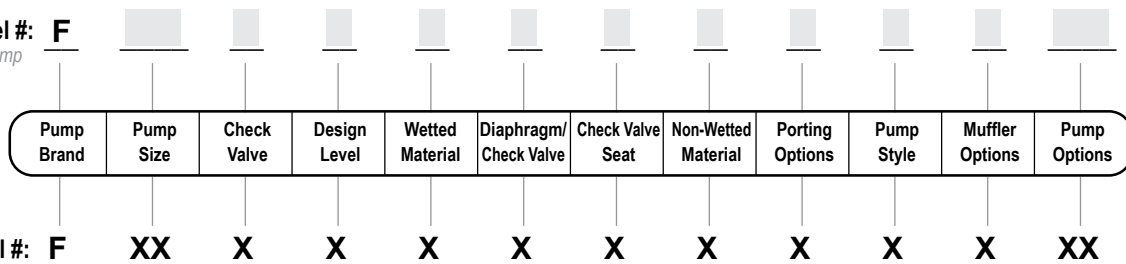 el #: F
mp
Pump Brand
Pump Size
Check Valve
Design Level
Wetted Material
Diaphragm/ Check Valve
Check Valve Seat
Non-Wetted Material
Porting Options
Pump Style
Muffler Options
Pump Options
l #: F XX X X X X X X X X X XX